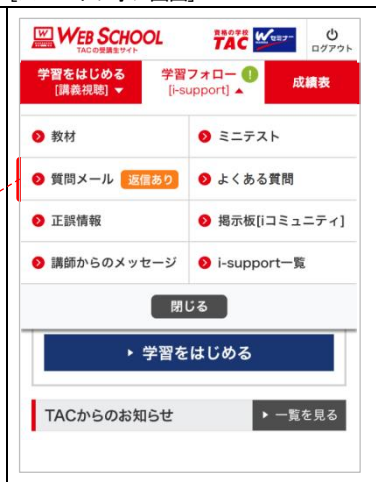 WEB SCHOOL
TACの受講生サイト
資格の学校
TAC
Webセミナー
ログアウト
学習をはじめる
[講義視聴] ▼
学習フォロー !
[i-support] ▲
成績表
教材
ミニテスト
質問メール 返信あり
よくある質問
正誤情報
掲示板[iコミュニティ]
講師からのメッセージ
i-support一覧
閉じる
学習をはじめる
TACからのお知らせ
一覧を見る